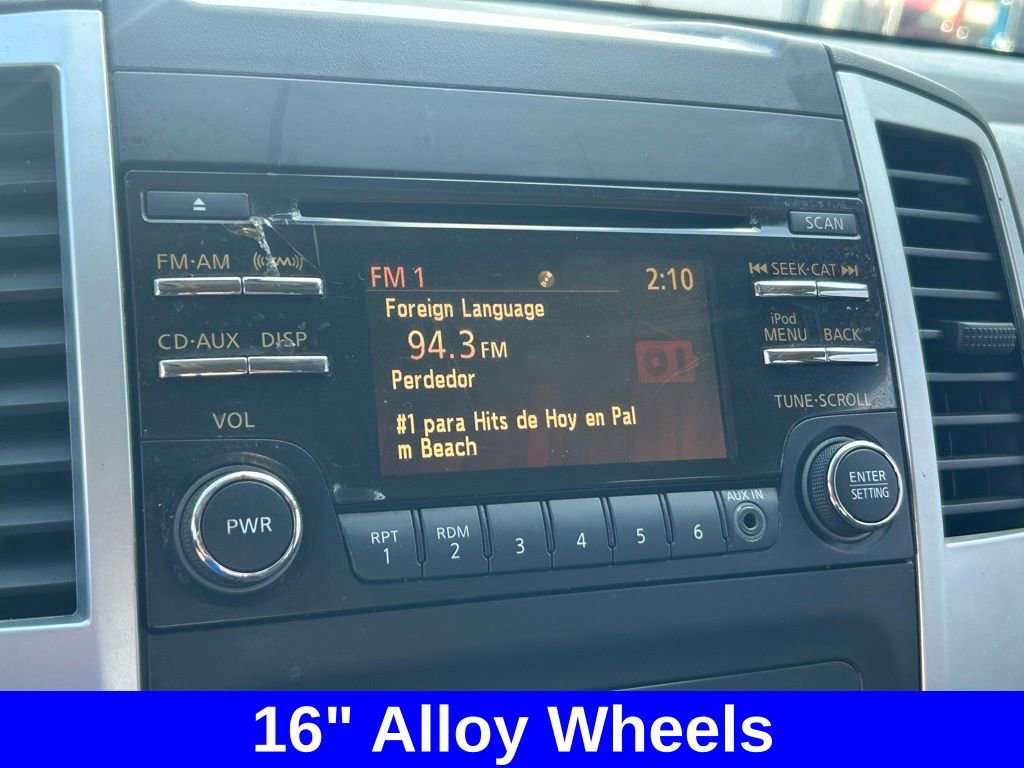 SCAN
FM·AM
((XM))
FM 1
2:10
SEEK·CAT
Foreign Language
94.3 FM
iPod
MENU
BACK
CD·AUX
DISP
Perdedor
TUNE·SCROLL
#1 para Hits de Hoy en Pal
m Beach
VOL
ENTER
SETTING
PWR
RPT
1
RDM
2
3
4
5
6
AUX IN
16" Alloy Wheels